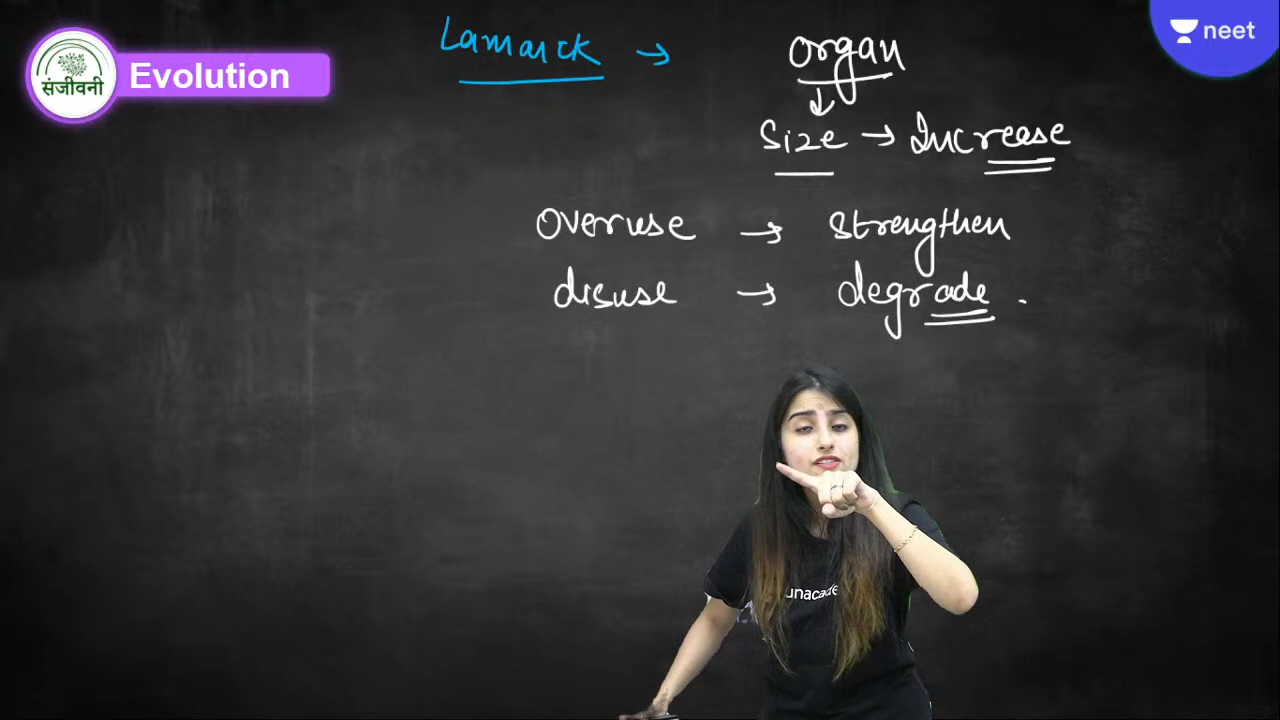 संजीवनी
Evolution
neet
Lamarck → organ
↓
Size → Increase
overuse → strengthen
disuse → degrade .
unacade